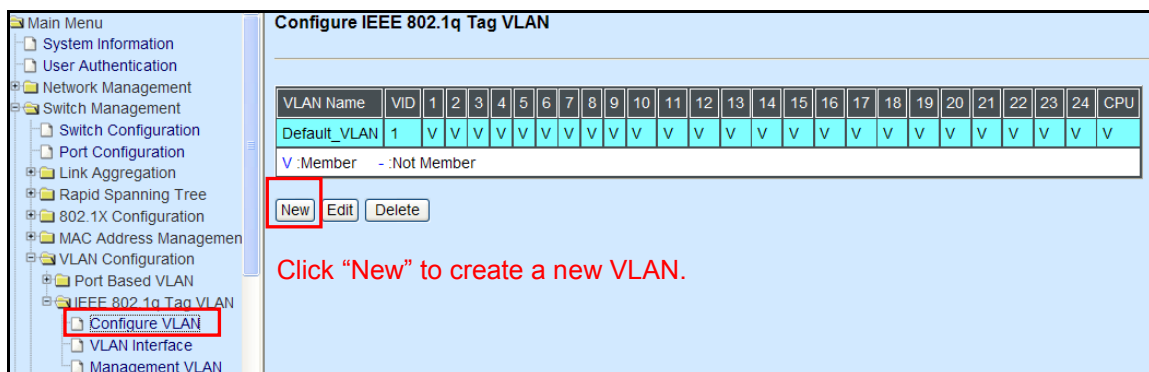 Main Menu
System Information
User Authentication
Network Management
Switch Management
Switch Configuration
Port Configuration
Link Aggregation
Rapid Spanning Tree
802.1X Configuration
MAC Address Managemen
VLAN Configuration
Port Based VLAN
IEEE 802.1q Tag VLAN
Configure VLAN
VLAN Interface
Management VLAN
Configure IEEE 802.1q Tag VLAN
VLAN Name VID 1 2 3 4 5 6 7 8 9 10 11 12 13 14 15 16 17 18 19 20 21 22 23 24 CPU
Default_VLAN 1 V V V V V V V V V V V V V V V V V V V V V V V V V
V :Member - :Not Member
New Edit Delete
Click “New” to create a new VLAN.